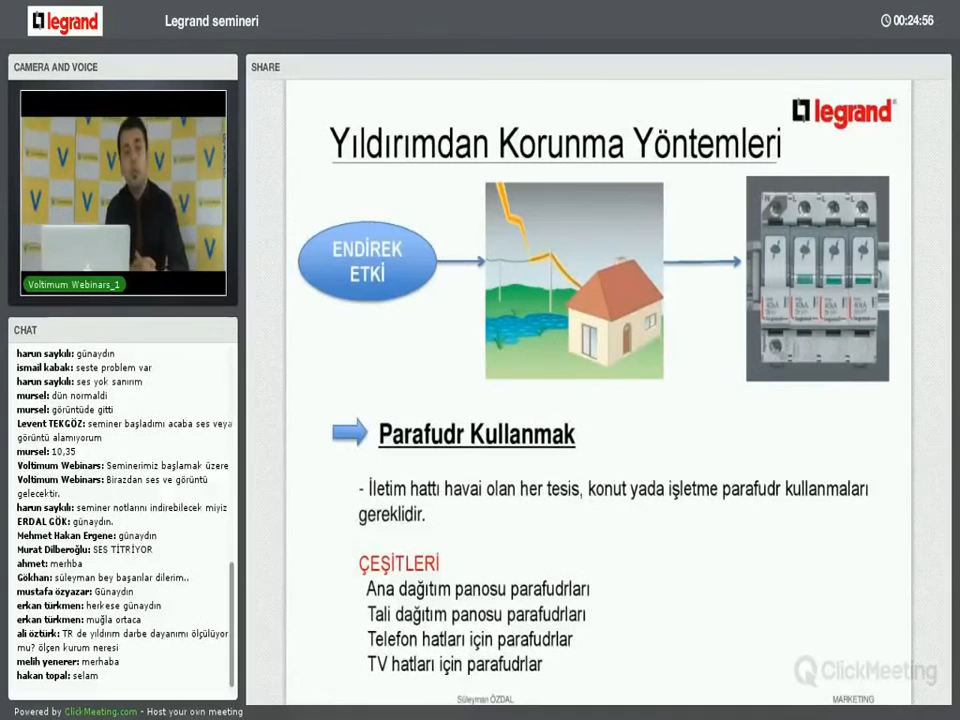 legrand
Legrand semineri
00:24:56
CAMERA AND VOICE
Voltimum Webinars_1
CHAT
harun saykılı: günaydın
ismail kabak: seste problem var
harun saykılı: ses yok sanırım
mursel: dün normaldi
mursel: görüntüde gitti
Levent TEKGÖZ: seminer başladımı acaba ses veya
görüntü alamıyorum
mursel: 10,35
Voltimum Webinars: Seminerimiz başlamak üzere
Voltimum Webinars: Birazdan ses ve görüntü
gelecektir.
harun saykılı: seminer notlarını indirebilecek miyiz
ERDAL GÖK: günaydın.
Mehmet Hakan Ergene: günaydın
Murat Dilberoğlu: SES TİTRİYOR
ahmet: merhba
Gökhan: süleyman bey başarılar dilerim..
mustafa özyazar: Günaydın
erkan türkmen: herkese günaydın
erkan türkmen: muğla ortaca
ali öztürk: TR de yıldırım darbe dayanımı ölçülüyor
mu? ölçen kurum neresi
melih yenerer: merhaba
hakan topal: selam
SHARE
legrand
Yıldırımdan Korunma Yöntemleri
ENDİREK
ETKİ
N L L L
Parafudr Kullanmak
- İletim hattı havai olan her tesis, konut yada işletme parafudr kullanmaları
gereklidir.
ÇEŞİTLERİ
Ana dağıtım panosu parafudrları
Tali dağıtım panosu parafudrları
Telefon hatları için parafudrlar
TV hatları için parafudrlar
ClickMeeting
Süleyman ÖZDAL
MARKETING
Powered by ClickMeeting.com - Host your own meeting